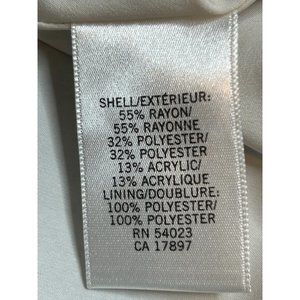 SHELL/EXTÉRIEUR:
55% RAYON/
55% RAYONNE
32% POLYESTER/
32% POLYESTER
13% ACRYLIC/
13% ACRYLIQUE
LINING/DOUBLURE:
100% POLYESTER/
100% POLYESTER
RN 54023
CA 17897